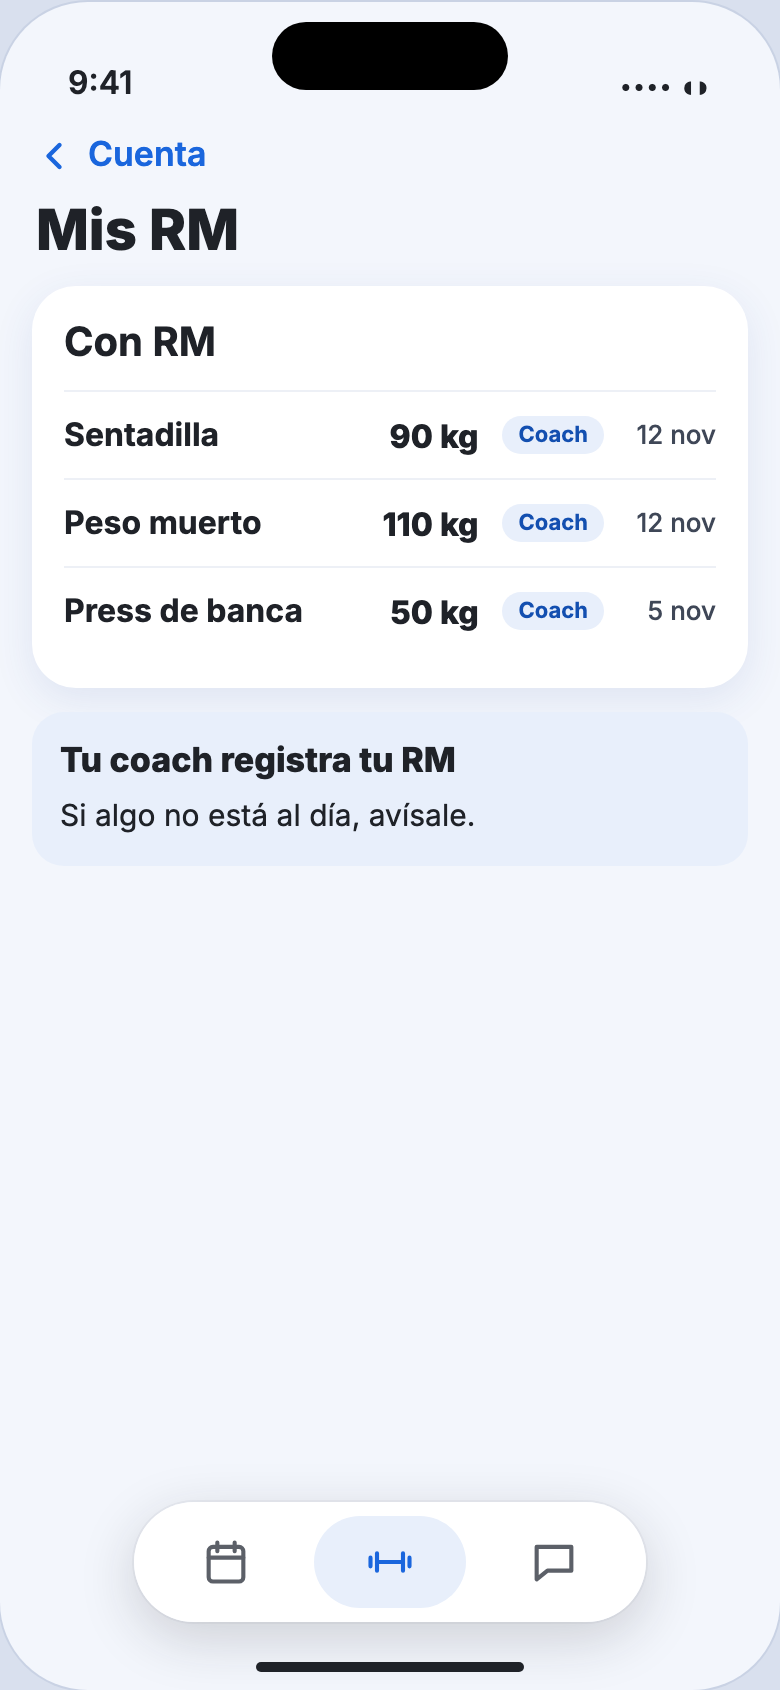 9:41
Cuenta
Mis RM
Con RM
Sentadilla 90 kg Coach 12 nov
Peso muerto 110 kg Coach 12 nov
Press de banca 50 kg Coach 5 nov
Tu coach registra tu RM
Si algo no está al día, avísale.